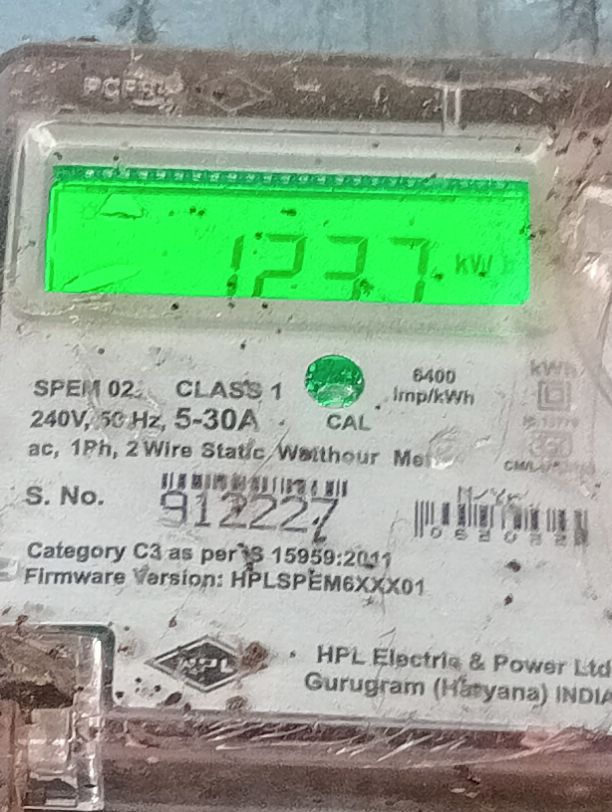 1237 kW
SPEM 02. CLASS 1
6400
imp/kWh
kWh
240V, 50 Hz, 5-30A
CAL
ac, 1Ph, 2 Wire Static Watthour
S. No.
912227
Category C3 as per IS 15959:2011
Firmware Version: HPLSPEM6XXX01
HPL
HPL Electric & Power Ltd
Gurugram (Haryana) INDIA